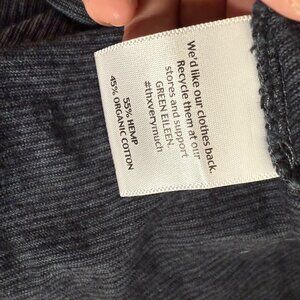 We'd like our clothes back.
Recycle them at our
stores and support
GREEN EILEEN.
#thxverymuch
55% HEMP
45% ORGANIC COTTON